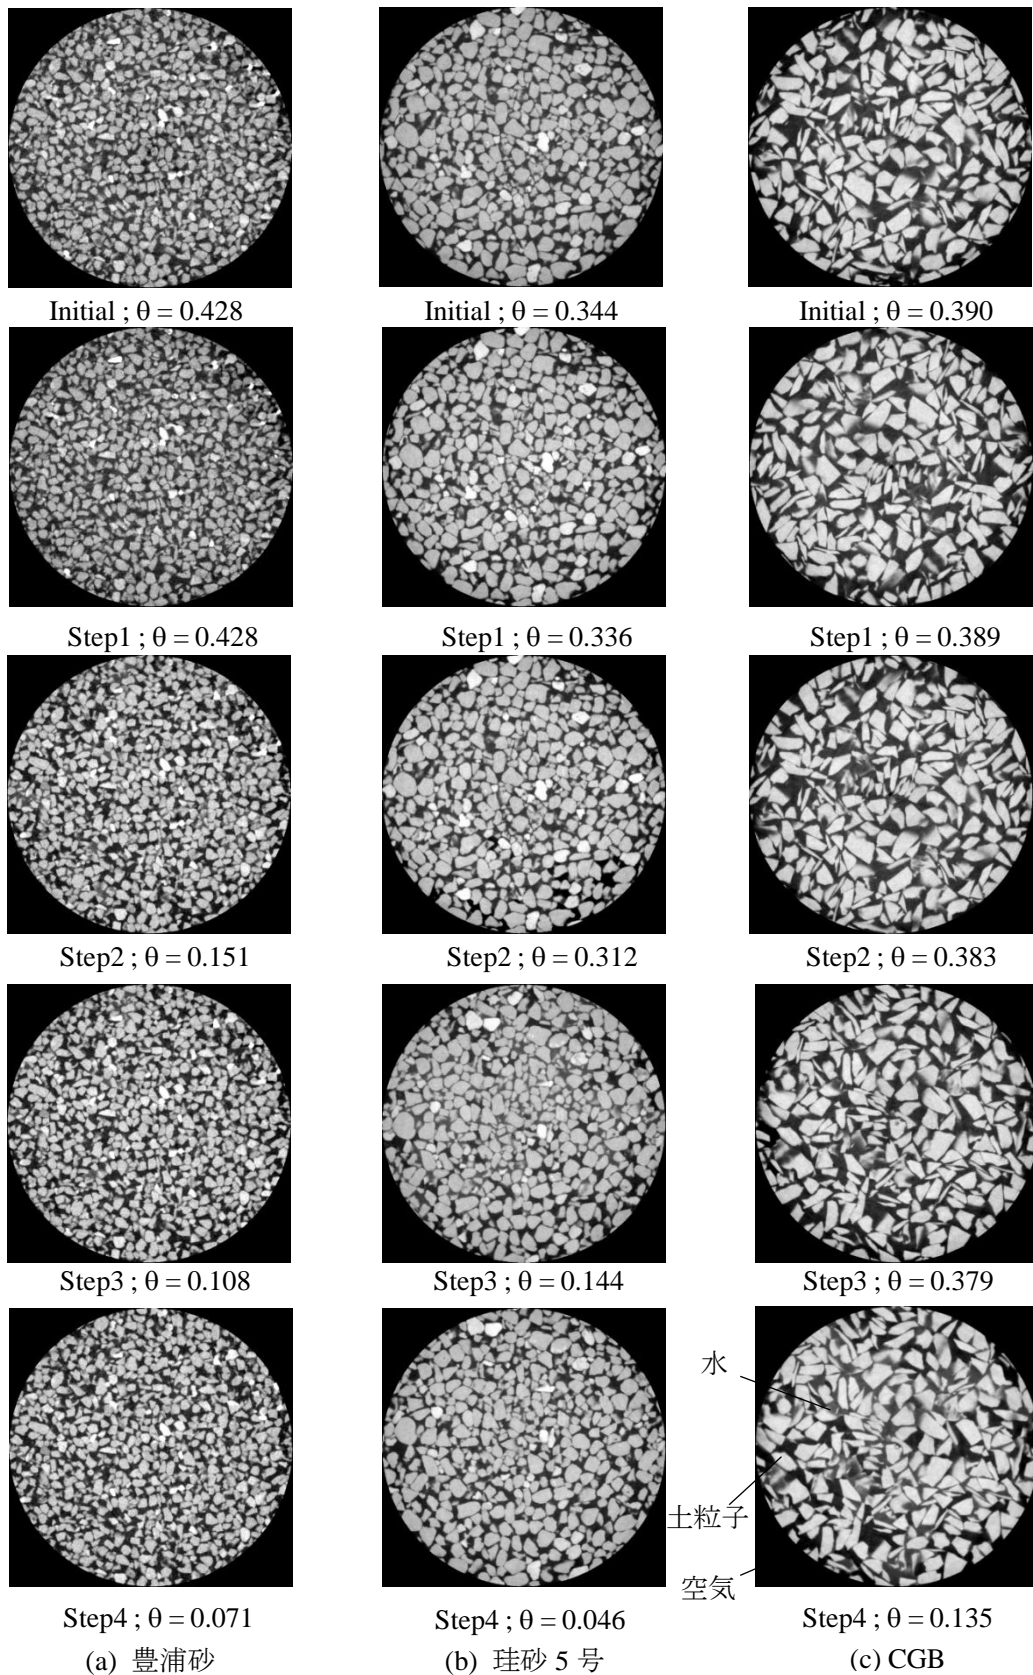 Initial ; θ = 0.428
Initial ; θ = 0.344
Initial ; θ = 0.390
Step1 ; θ = 0.428
Step1 ; θ = 0.336
Step1 ; θ = 0.389
Step2 ; θ = 0.151
Step2 ; θ = 0.312
Step2 ; θ = 0.383
Step3 ; θ = 0.108
Step3 ; θ = 0.144
Step3 ; θ = 0.379
水
土粒子
空気
Step4 ; θ = 0.071
Step4 ; θ = 0.046
Step4 ; θ = 0.135
(a) 豊浦砂
(b) 珪砂 5 号
(c) CGB